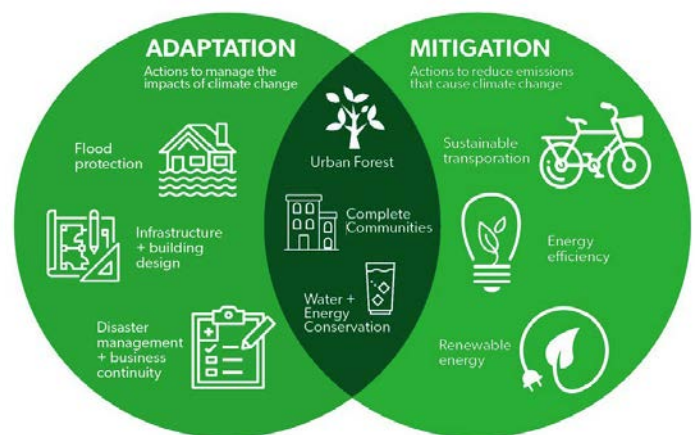 ADAPTATION
Actions to manage the
impacts of climate change
Flood
protection
Infrastructure
+ building
design
Disaster
management
+ business
continuity
Urban Forest
Complete
Communities
Water +
Energy
Conservation
MITIGATION
Actions to reduce emissions
that cause climate change
Sustainable
transporation
Energy
efficiency
Renewable
energy